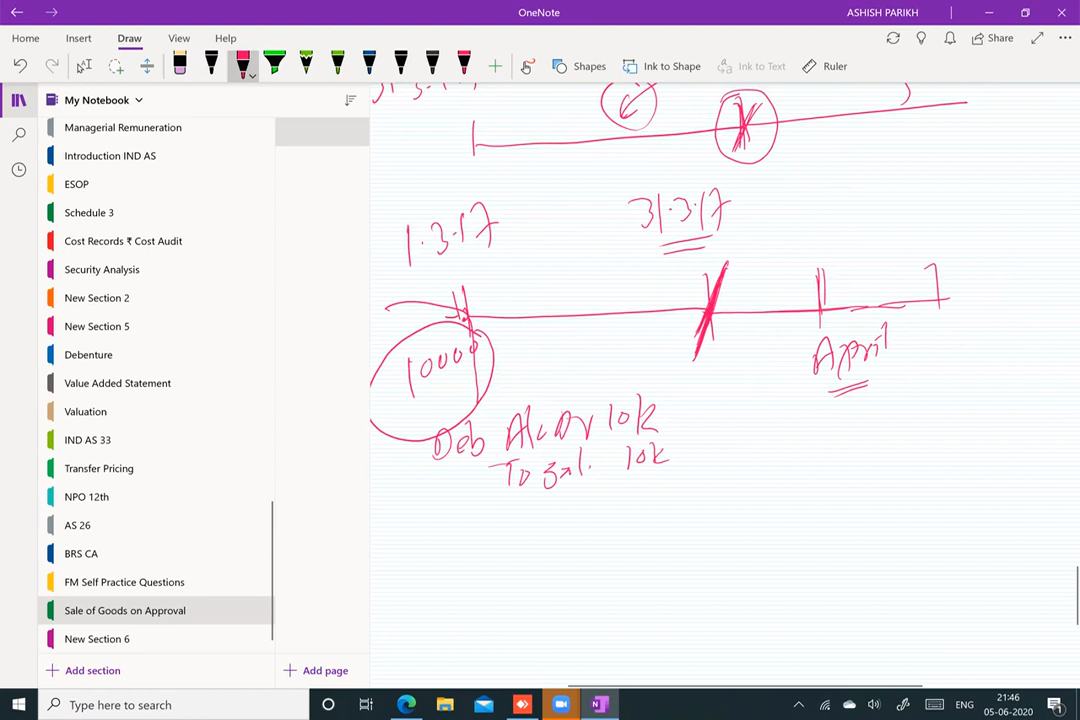 OneNote
ASHISH PARIKH
Home
Insert
Draw
View
Help
Share
Shapes
Ink to Shape
Ink to Text
Ruler
My Notebook
Managerial Remuneration
Introduction IND AS
ESOP
Schedule 3
Cost Records ₹ Cost Audit
Security Analysis
New Section 2
New Section 5
Debenture
Value Added Statement
Valuation
IND AS 33
Transfer Pricing
NPO 12th
AS 26
BRS CA
FM Self Practice Questions
Sale of Goods on Approval
New Section 6
Add section
Add page
1.3.17
31.3.17
10000
April
Deb A/c Dr 10k
To Sal. 10k
Type here to search
ENG
21:46
05-06-2020
1